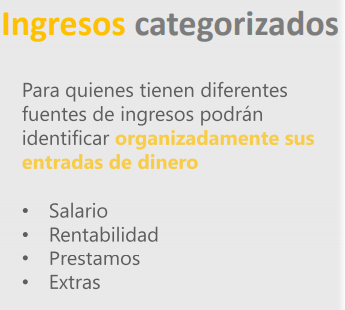 Ingresos categorizados
Para quienes tienen diferentes
fuentes de ingresos podrán
identificar organizadamente sus
entradas de dinero
• Salario
• Rentabilidad
• Prestamos
• Extras